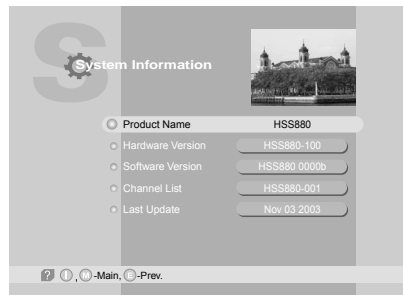 S
System Information
Product Name HSS880
Hardware Version HSS880-100
Software Version HSS880 0000b
Channel List HSS880-001
Last Update Nov 03 2003
? i , M -Main, E -Prev.